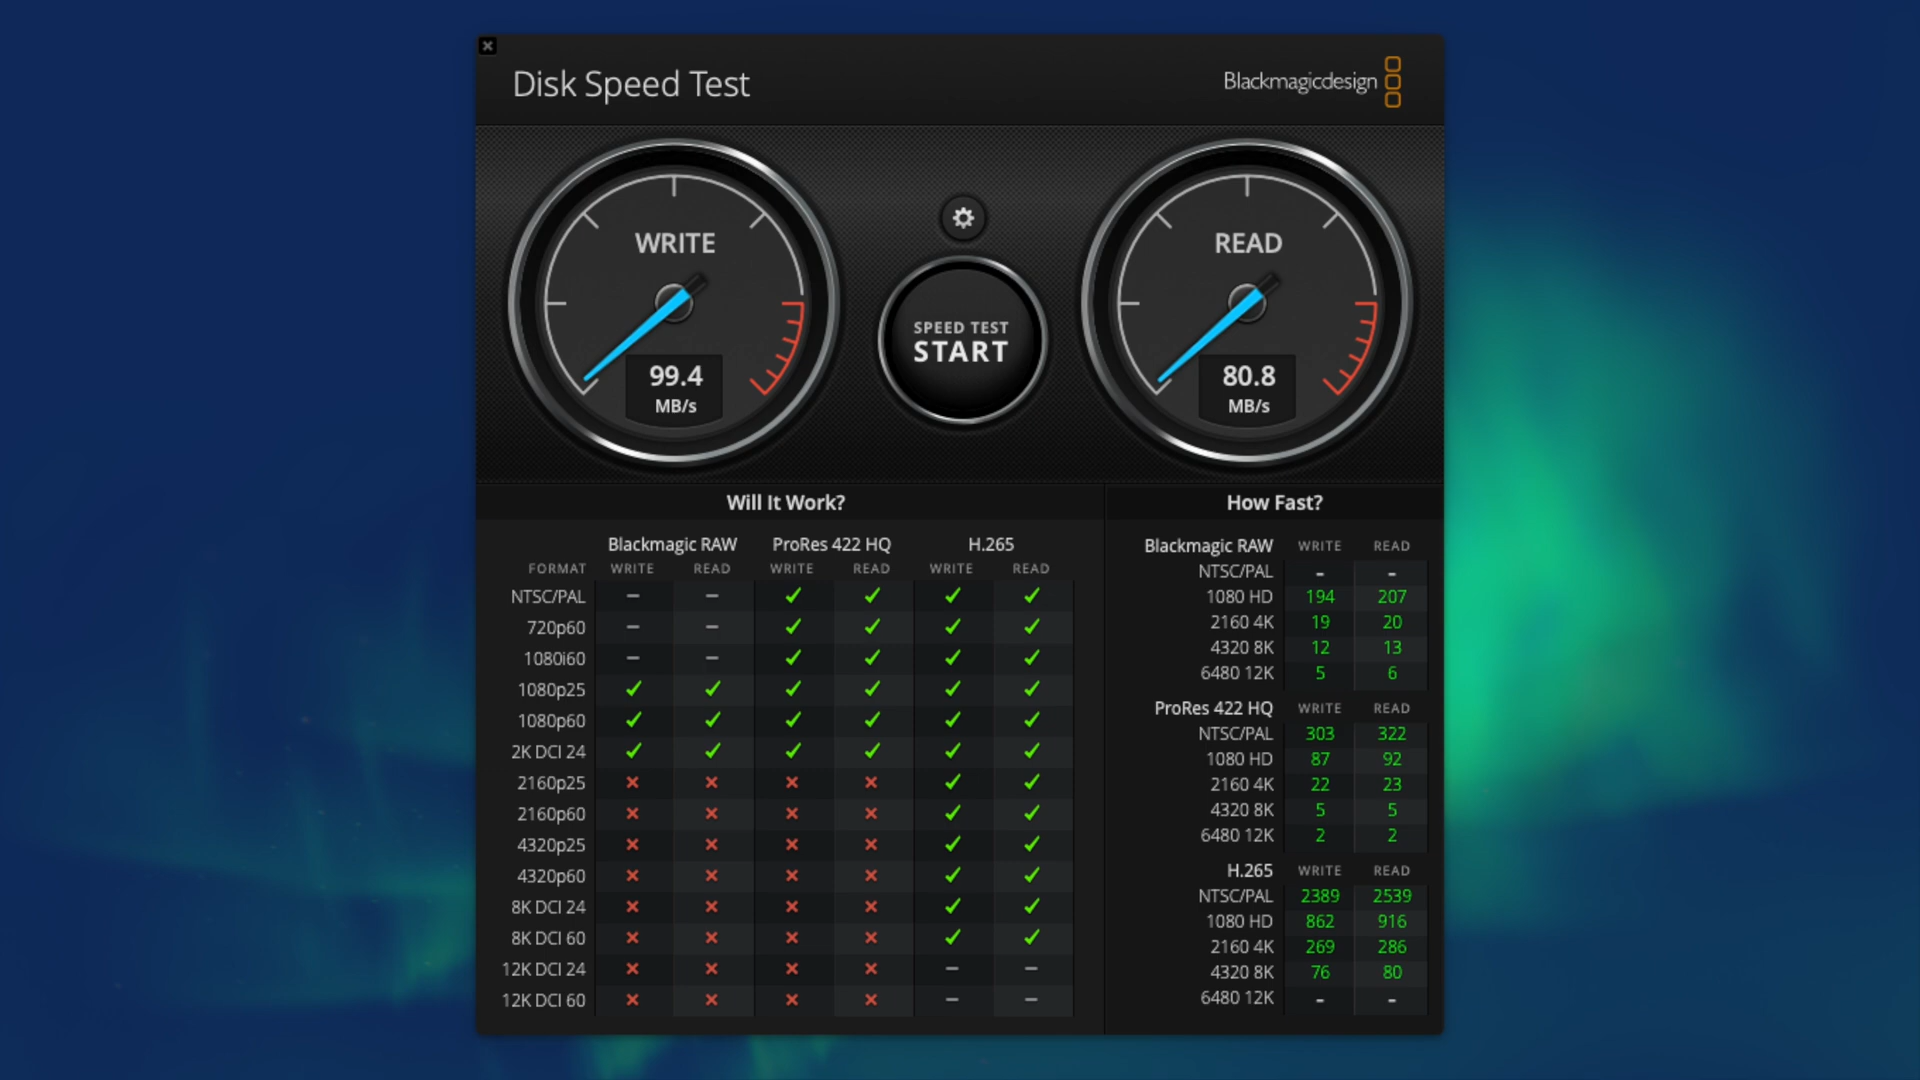 Disk Speed Test
Blackmagicdesign
WRITE
99.4
MB/s
SPEED TEST
START
READ
80.8
MB/s
Will It Work?
Blackmagic RAW ProRes 422 HQ H.265
FORMAT WRITE READ WRITE READ WRITE READ
NTSC/PAL – – ✓ ✓ ✓ ✓
720p60 – – ✓ ✓ ✓ ✓
1080i60 – – ✓ ✓ ✓ ✓
1080p25 ✓ ✓ ✓ ✓ ✓ ✓
1080p60 ✓ ✓ ✓ ✓ ✓ ✓
2K DCI 24 ✓ ✓ ✓ ✓ ✓ ✓
2160p25 ✕ ✕ ✕ ✕ ✓ ✓
2160p60 ✕ ✕ ✕ ✕ ✓ ✓
4320p25 ✕ ✕ ✕ ✕ ✓ ✓
4320p60 ✕ ✕ ✕ ✕ ✓ ✓
8K DCI 24 ✕ ✕ ✕ ✕ ✓ ✓
8K DCI 60 ✕ ✕ ✕ ✕ ✓ ✓
12K DCI 24 ✕ ✕ ✕ ✕ – –
12K DCI 60 ✕ ✕ ✕ ✕ – –
How Fast?
Blackmagic RAW WRITE READ
NTSC/PAL - -
1080 HD 194 207
2160 4K 19 20
4320 8K 12 13
6480 12K 5 6
ProRes 422 HQ WRITE READ
NTSC/PAL 303 322
1080 HD 87 92
2160 4K 22 23
4320 8K 5 5
6480 12K 2 2
H.265 WRITE READ
NTSC/PAL 2389 2539
1080 HD 862 916
2160 4K 269 286
4320 8K 76 80
6480 12K - -